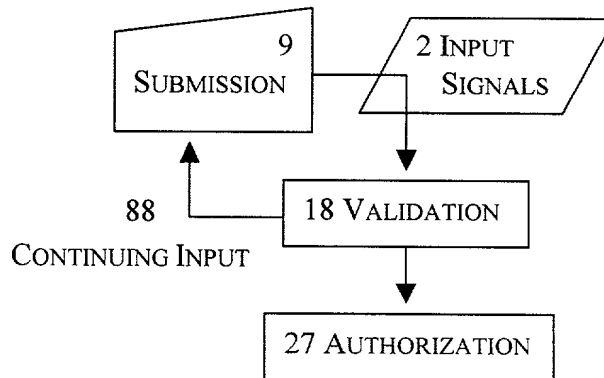 9
SUBMISSION
2 INPUT
SIGNALS
88
CONTINUING INPUT
18 VALIDATION
27 AUTHORIZATION